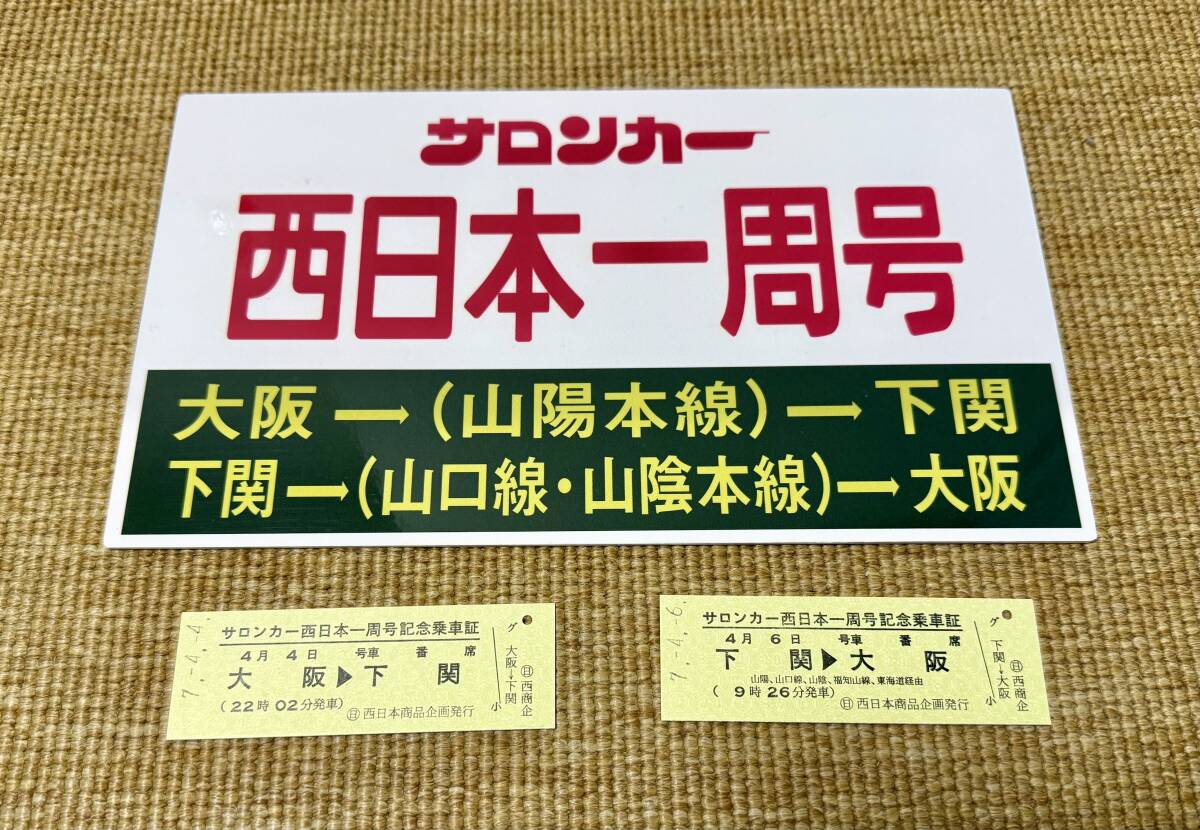 サロンカー
西日本一周号
大阪→(山陽本線)→下関
下関→(山口線・山陰本線)→大阪
7.-4.4.
サロンカー西日本一周号記念乗車証
4月 4日 号車 番 席
大 阪▶下 関
(22時02分発車)
㊐西日本商品企画発行
グ 大阪→下関 小
㊐西商企
7.-4.-6.
サロンカー西日本一周号記念乗車証
4月 6日 号車 番 席
下 関▶大 阪
山陽、山口線、山陰、福知山線、東海道経由
( 9時26分発車)
㊐西日本商品企画発行
グ 下関→大阪 小
㊐西商企